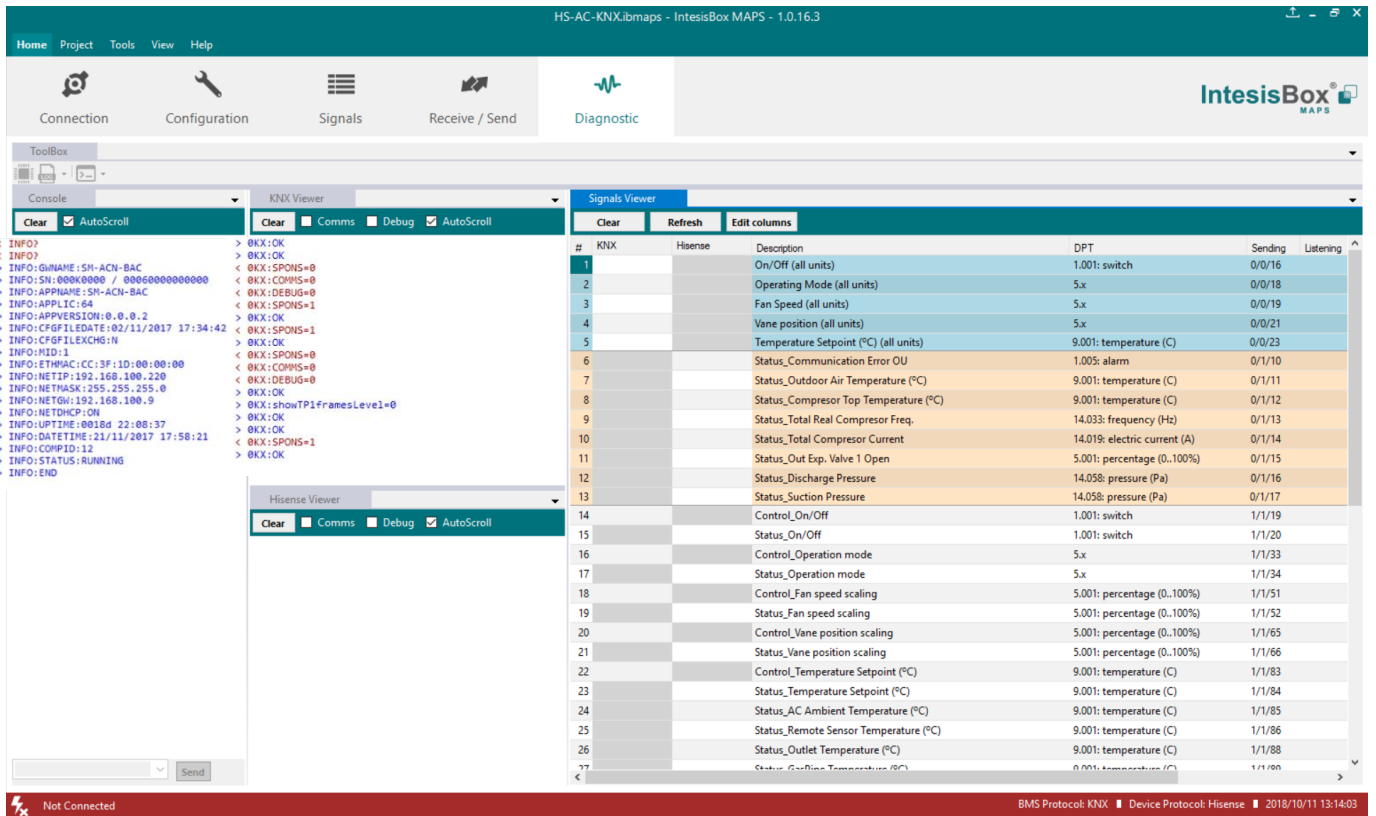 HS-AC-KNX.ibmaps - IntesisBox MAPS - 1.0.16.3
Home Project Tools View Help
Connection Configuration Signals Receive / Send Diagnostic
IntesisBox® MAPS
ToolBox
LOG
Console
Clear AutoScroll
< INFO?
< INFO?
> INFO:GWNAME:SM-ACN-BAC
> INFO:SN:000K0000 / 00060000000000
> INFO:APPNAME:SM-ACN-BAC
> INFO:APPLIC:64
> INFO:APPVERSION:0.0.0.2
> INFO:CFGFILEDATE:02/11/2017 17:34:42
> INFO:CFGFILEXCHG:N
> INFO:MID:1
> INFO:ETHMAC:CC:3F:1D:00:00:00
> INFO:NETIP:192.168.100.220
> INFO:NETMASK:255.255.255.0
> INFO:NETGW:192.168.100.9
> INFO:NETDHCP:ON
> INFO:UPTIME:0018d 22:08:37
> INFO:DATETIME:21/11/2017 17:58:21
> INFO:COMPID:12
> INFO:STATUS:RUNNING
> INFO:END
Send
KNX Viewer
Clear Comms Debug AutoScroll
> 0KX:OK
> 0KX:OK
< 0KX:SPONS=0
< 0KX:COMMS=0
< 0KX:DEBUG=0
< 0KX:SPONS=1
> 0KX:OK
< 0KX:SPONS=1
> 0KX:OK
< 0KX:SPONS=0
< 0KX:COMMS=0
< 0KX:DEBUG=0
> 0KX:OK
> 0KX:showTP1framesLevel=0
> 0KX:OK
> 0KX:OK
< 0KX:SPONS=1
> 0KX:OK
Hisense Viewer
Clear Comms Debug AutoScroll
Signals Viewer
Clear Refresh Edit columns
# KNX Hisense Description DPT Sending Listening
1 On/Off (all units) 1.001: switch 0/0/16
2 Operating Mode (all units) 5.x 0/0/18
3 Fan Speed (all units) 5.x 0/0/19
4 Vane position (all units) 5.x 0/0/21
5 Temperature Setpoint (ºC) (all units) 9.001: temperature (C) 0/0/23
6 Status_Communication Error OU 1.005: alarm 0/1/10
7 Status_Outdoor Air Temperature (ºC) 9.001: temperature (C) 0/1/11
8 Status_Compresor Top Temperature (ºC) 9.001: temperature (C) 0/1/12
9 Status_Total Real Compresor Freq. 14.033: frequency (Hz) 0/1/13
10 Status_Total Compresor Current 14.019: electric current (A) 0/1/14
11 Status_Out Exp. Valve 1 Open 5.001: percentage (0..100%) 0/1/15
12 Status_Discharge Pressure 14.058: pressure (Pa) 0/1/16
13 Status_Suction Pressure 14.058: pressure (Pa) 0/1/17
14 Control_On/Off 1.001: switch 1/1/19
15 Status_On/Off 1.001: switch 1/1/20
16 Control_Operation mode 5.x 1/1/33
17 Status_Operation mode 5.x 1/1/34
18 Control_Fan speed scaling 5.001: percentage (0..100%) 1/1/51
19 Status_Fan speed scaling 5.001: percentage (0..100%) 1/1/52
20 Control_Vane position scaling 5.001: percentage (0..100%) 1/1/65
21 Status_Vane position scaling 5.001: percentage (0..100%) 1/1/66
22 Control_Temperature Setpoint (ºC) 9.001: temperature (C) 1/1/83
23 Status_Temperature Setpoint (ºC) 9.001: temperature (C) 1/1/84
24 Status_AC Ambient Temperature (ºC) 9.001: temperature (C) 1/1/85
25 Status_Remote Sensor Temperature (ºC) 9.001: temperature (C) 1/1/86
26 Status_Outlet Temperature (ºC) 9.001: temperature (C) 1/1/88
27 Status_GasPipe Temperature (ºC) 9.001: temperature (C) 1/1/89
Not Connected
BMS Protocol: KNX Device Protocol: Hisense 2018/10/11 13:14:03